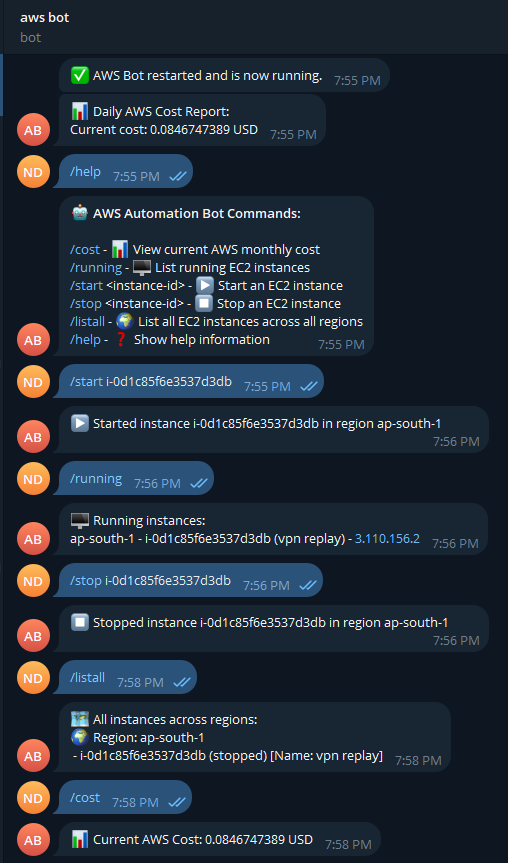 aws bot
bot
✅ AWS Bot restarted and is now running. 7:55 PM
📊 Daily AWS Cost Report:
Current cost: 0.0846747389 USD 7:55 PM
AB
ND
/help 7:55 PM
🤖 AWS Automation Bot Commands:
/cost - 📊 View current AWS monthly cost
/running - 🖥️ List running EC2 instances
/start <instance-id> - ▶️ Start an EC2 instance
/stop <instance-id> - ⏹️ Stop an EC2 instance
/listall - 🌍 List all EC2 instances across all regions
/help - ❓ Show help information 7:55 PM
AB
ND
/start i-0d1c85f6e3537d3db 7:55 PM
▶️ Started instance i-0d1c85f6e3537d3db in region ap-south-1
7:56 PM
AB
ND
/running 7:56 PM
🖥️ Running instances:
ap-south-1 - i-0d1c85f6e3537d3db (vpn replay) - 3.110.156.2 7:56 PM
AB
ND
/stop i-0d1c85f6e3537d3db 7:56 PM
⏹️ Stopped instance i-0d1c85f6e3537d3db in region ap-south-1
7:56 PM
AB
ND
/listall 7:58 PM
🗺️ All instances across regions:
🌍 Region: ap-south-1
- i-0d1c85f6e3537d3db (stopped) [Name: vpn replay] 7:58 PM
AB
ND
/cost 7:58 PM
AB
📊 Current AWS Cost: 0.0846747389 USD 7:58 PM